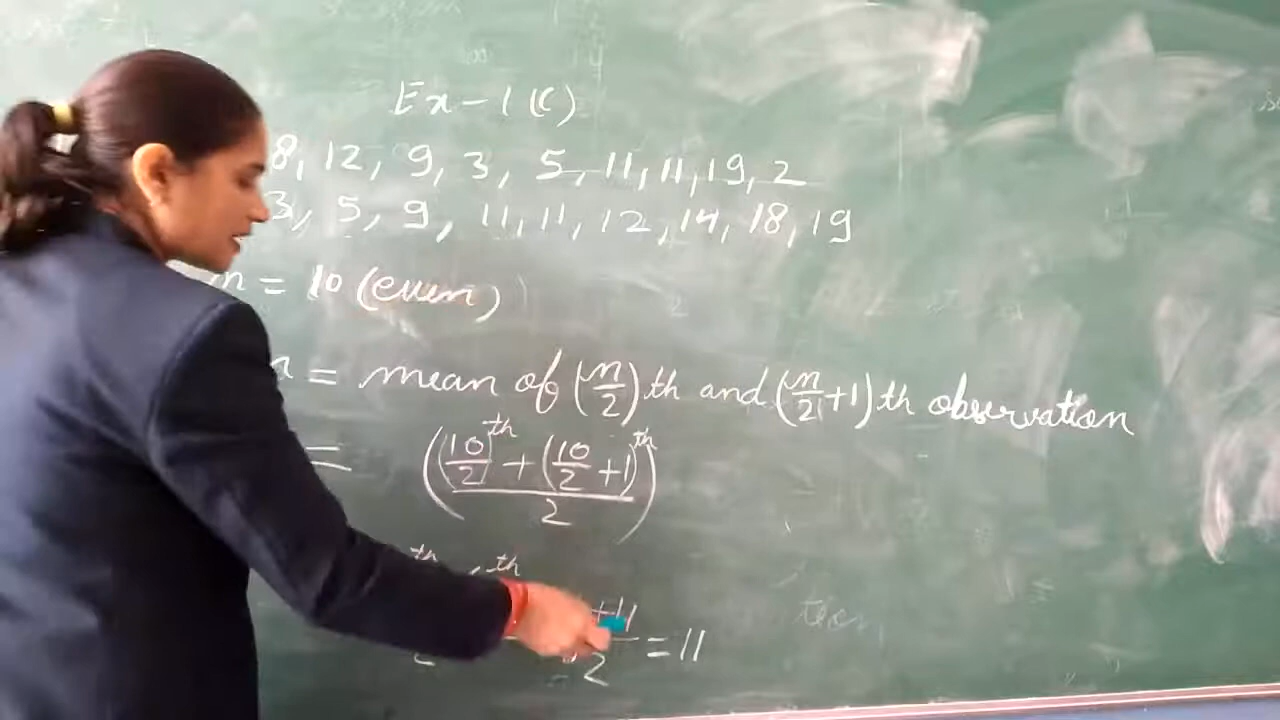 Ex-1(C)
8, 12, 9, 3, 5, 11, 11, 19, 2
3, 5, 9, 11, 11, 12, 14, 18, 19
n = 10 (even)
= mean of (n/2)th and (n/2+1)th observation
= ((10/2)th + (10/2+1)th)/2
th th
+11/2 = 11